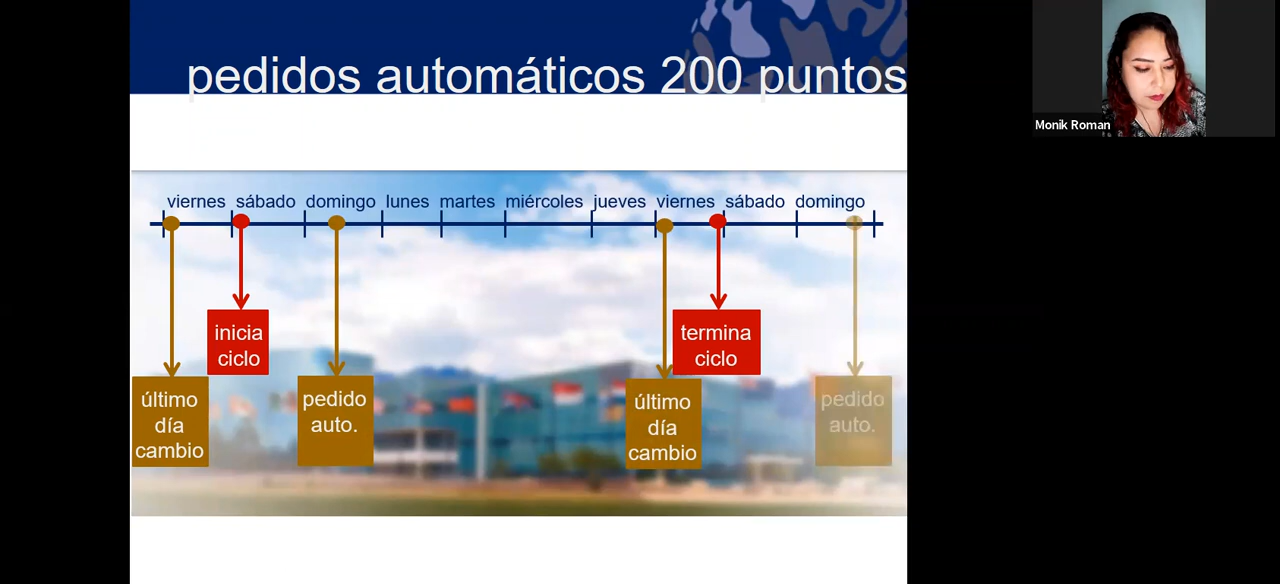 pedidos automáticos 200 puntos
Monik Roman
viernes sábado domingo lunes martes miércoles jueves viernes sábado domingo
inicia
ciclo
termina
ciclo
último
día
cambio
pedido
auto.
último
día
cambio
pedido
auto.